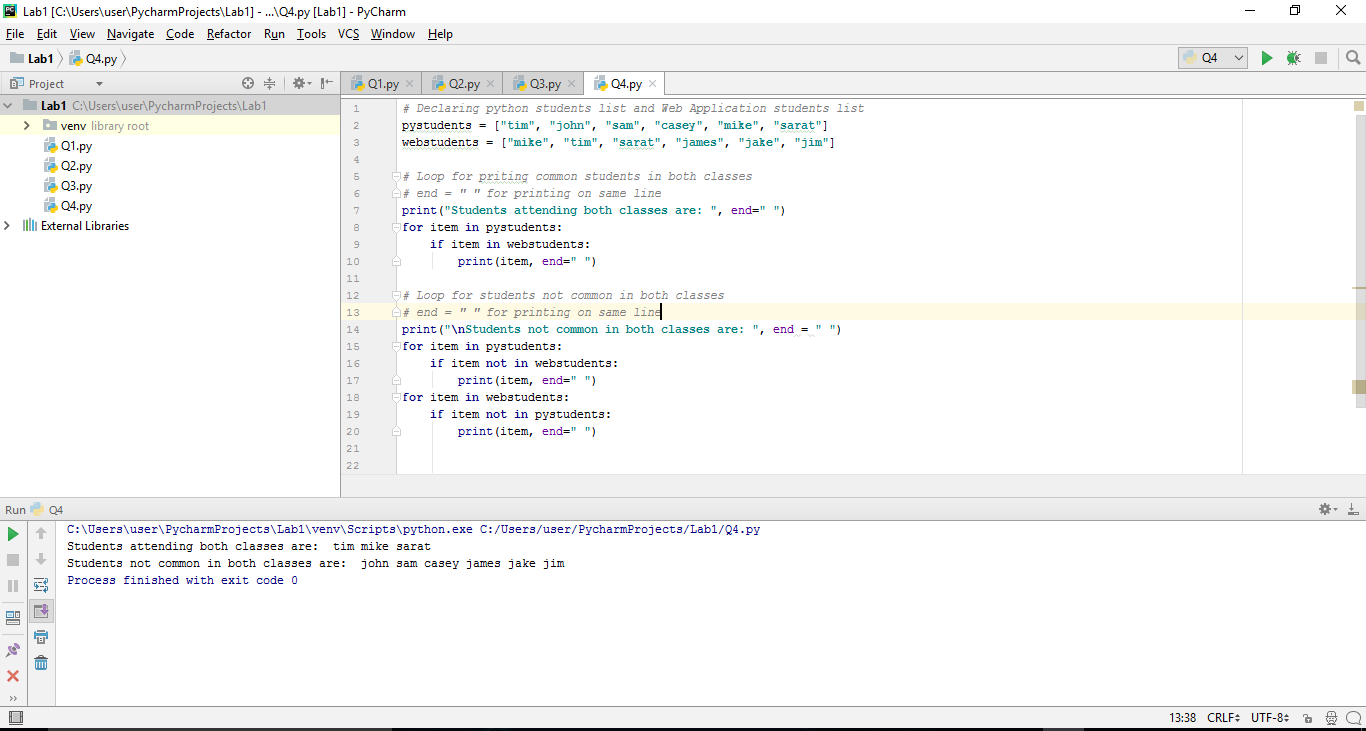 Lab1 [C:\Users\user\PycharmProjects\Lab1] - ...\Q4.py [Lab1] - PyCharm
File Edit View Navigate Code Refactor Run Tools VCS Window Help
Lab1 Q4.py Q4
Project Q1.py Q2.py Q3.py Q4.py
Lab1 C:\Users\user\PycharmProjects\Lab1
venv library root
Q1.py
Q2.py
Q3.py
Q4.py
External Libraries
1 # Declaring python students list and Web Application students list
2 pystudents = ["tim", "john", "sam", "casey", "mike", "sarat"]
3 webstudents = ["mike", "tim", "sarat", "james", "jake", "jim"]
4
5 # Loop for priting common students in both classes
6 # end = " " for printing on same line
7 print("Students attending both classes are: ", end=" ")
8 for item in pystudents:
9     if item in webstudents:
10         print(item, end=" ")
11
12 # Loop for students not common in both classes
13 # end = " " for printing on same line
14 print("\nStudents not common in both classes are: ", end = " ")
15 for item in pystudents:
16     if item not in webstudents:
17         print(item, end=" ")
18 for item in webstudents:
19     if item not in pystudents:
20         print(item, end=" ")
21
22
Run Q4
C:\Users\user\PycharmProjects\Lab1\venv\Scripts\python.exe C:/Users/user/PycharmProjects/Lab1/Q4.py
Students attending both classes are:  tim mike sarat
Students not common in both classes are:  john sam casey james jake jim
Process finished with exit code 0
13:38 CRLF UTF-8